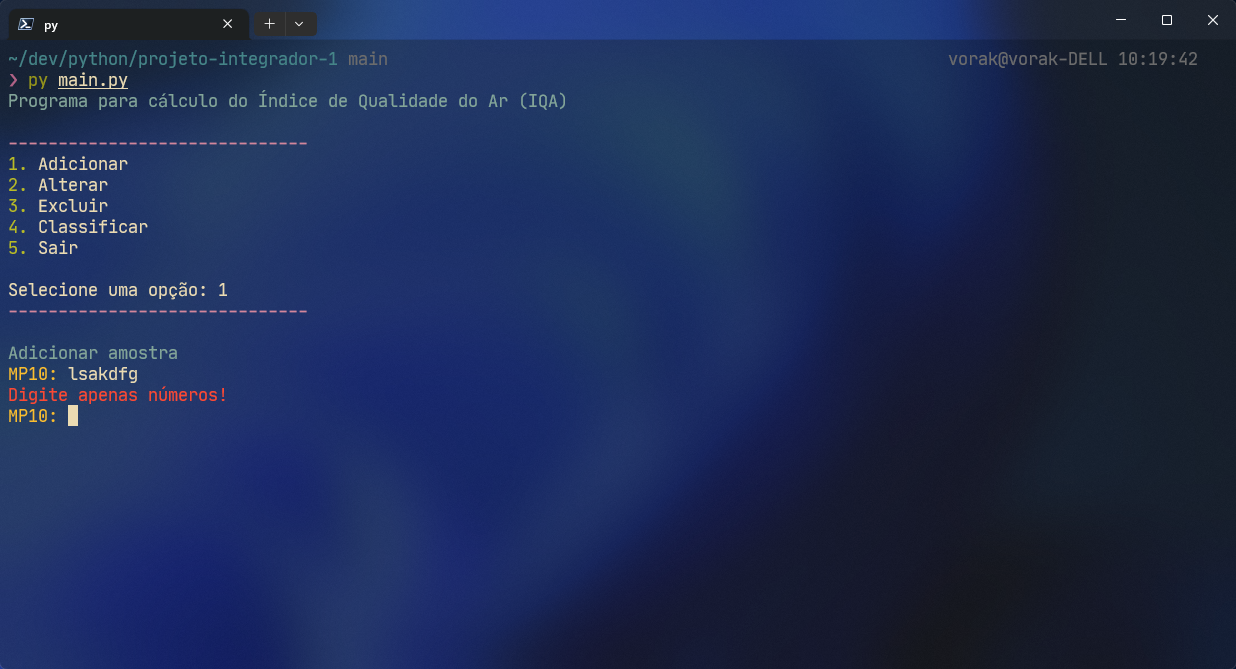 py
~/dev/python/projeto-integrador-1 main vorak@vorak-DELL 10:19:42
❯ py main.py
Programa para cálculo do Índice de Qualidade do Ar (IQA)
------------------------------
1. Adicionar
2. Alterar
3. Excluir
4. Classificar
5. Sair
Selecione uma opção: 1
------------------------------
Adicionar amostra
MP10: lsakdfg
Digite apenas números!
MP10: